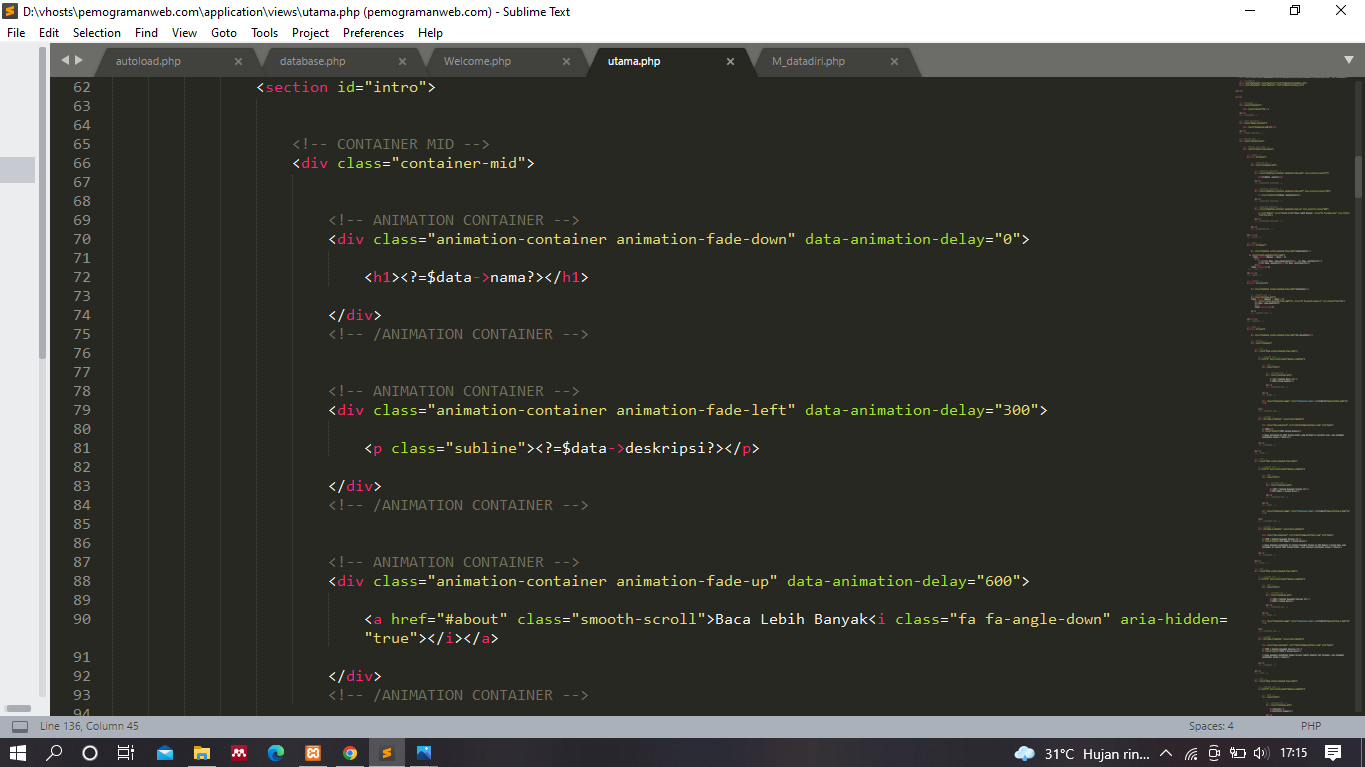 D:\vhosts\pemogramanweb.com\application\views\utama.php (pemogramanweb.com) - Sublime Text
File Edit Selection Find View Goto Tools Project Preferences Help
autoload.php database.php Welcome.php utama.php M_datadiri.php
62 <section id="intro">
63
64
65 <!-- CONTAINER MID -->
66 <div class="container-mid">
67
68
69 <!-- ANIMATION CONTAINER -->
70 <div class="animation-container animation-fade-down" data-animation-delay="0">
71
72 <h1><?=$data->nama?></h1>
73
74 </div>
75 <!-- /ANIMATION CONTAINER -->
76
77
78 <!-- ANIMATION CONTAINER -->
79 <div class="animation-container animation-fade-left" data-animation-delay="300">
80
81 <p class="subline"><?=$data->deskripsi?></p>
82
83 </div>
84 <!-- /ANIMATION CONTAINER -->
85
86
87 <!-- ANIMATION CONTAINER -->
88 <div class="animation-container animation-fade-up" data-animation-delay="600">
89
90 <a href="#about" class="smooth-scroll">Baca Lebih Banyak<i class="fa fa-angle-down" aria-hidden=
"true"></i></a>
91
92 </div>
93 <!-- /ANIMATION CONTAINER -->
94
Line 136, Column 45 Spaces: 4 PHP
31°C Hujan rin... 17:15